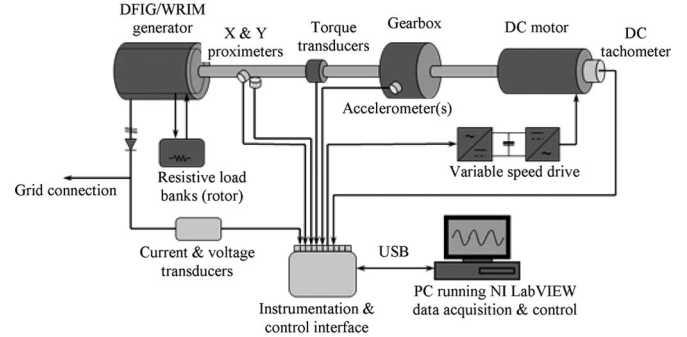 DFIG/WRIM
generator
X & Y
proximeters
Torque
transducers
Gearbox
DC motor
DC
tachometer
Accelerometer(s)
Variable speed drive
Resistive load
banks (rotor)
Grid connection
Current & voltage
transducers
USB
Instrumentation &
control interface
PC running NI LabVIEW
data acquisition & control